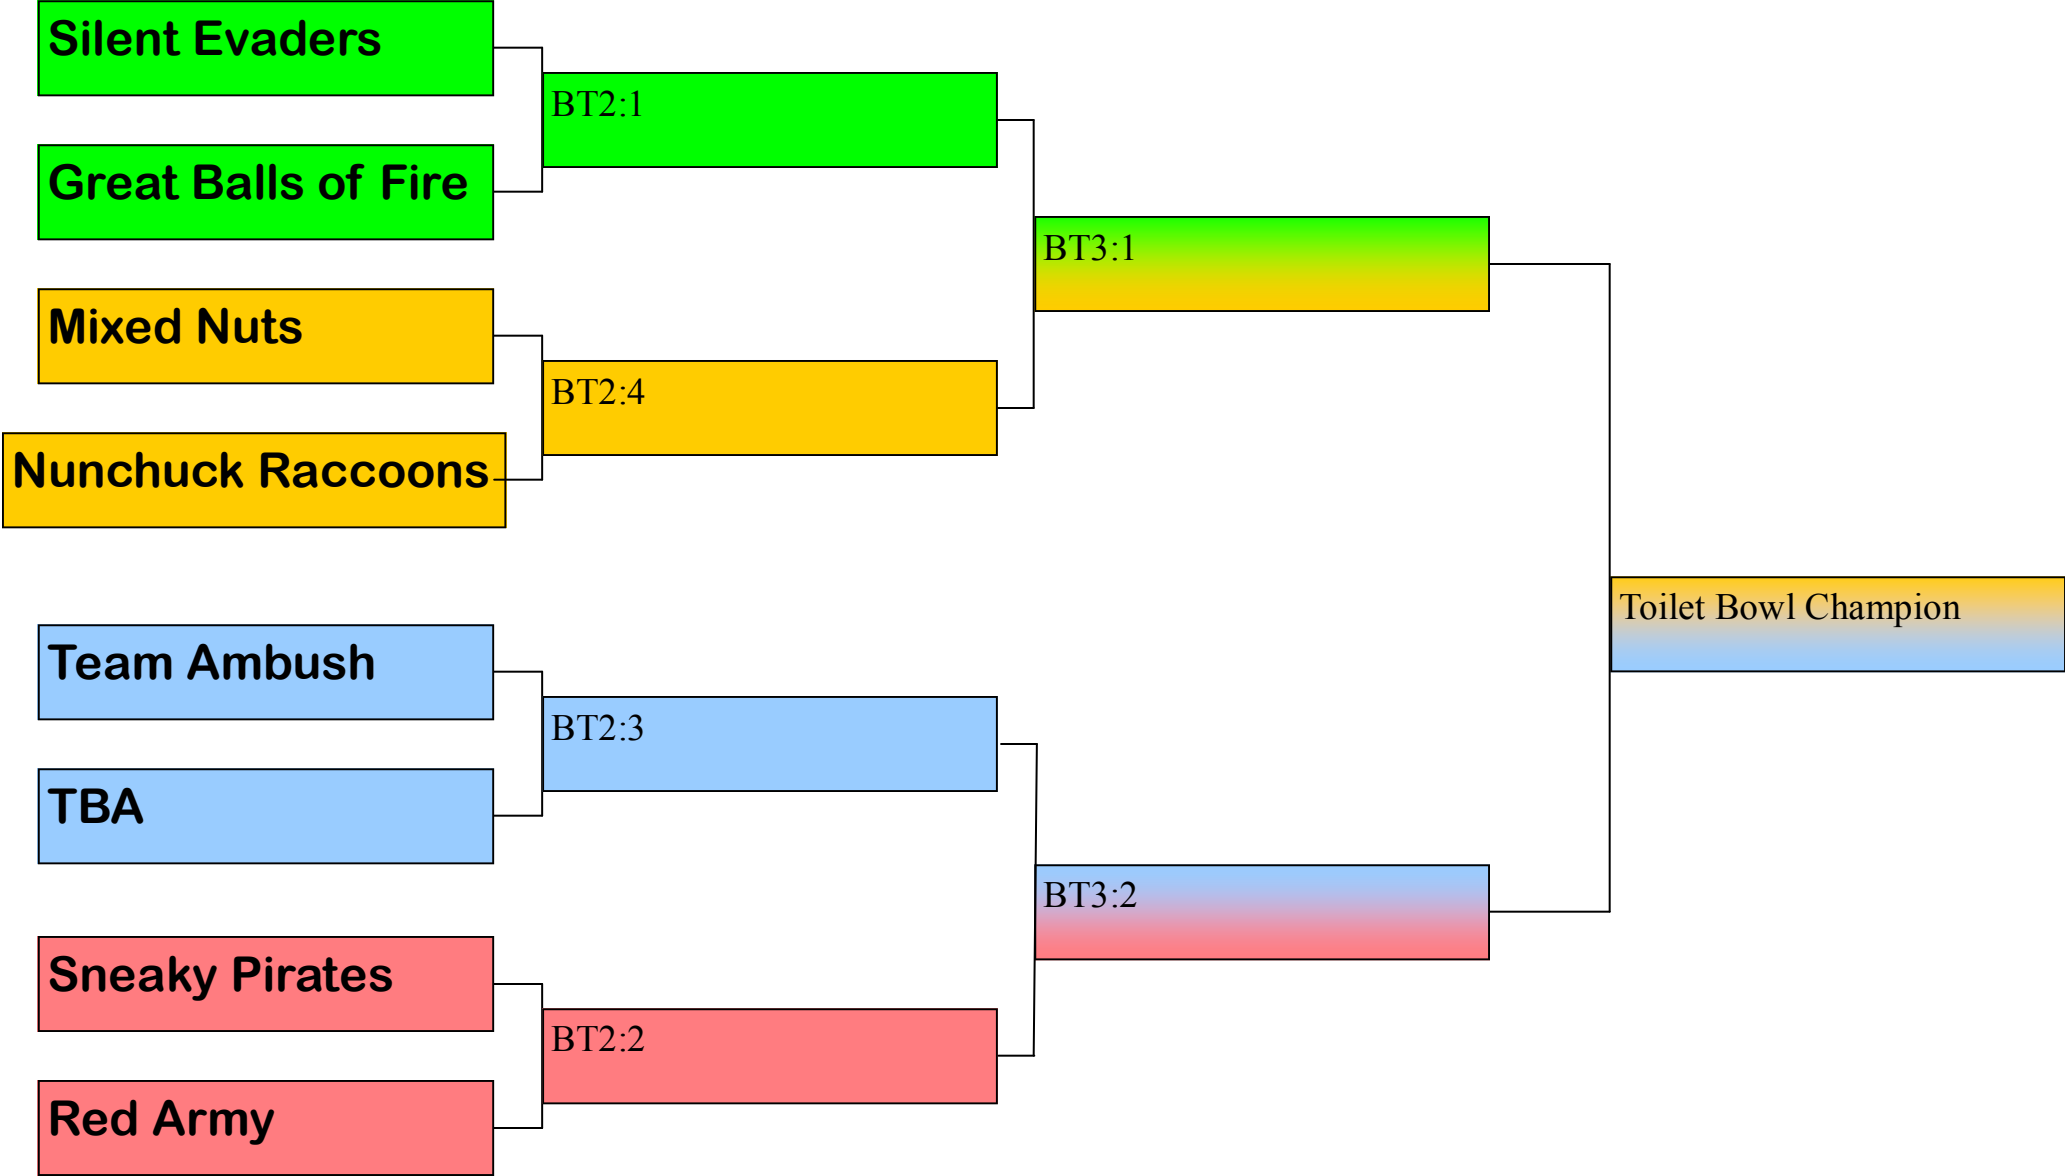 Silent Evaders
BT2:1
Great Balls of Fire
BT3:1
Mixed Nuts
BT2:4
Nunchuck Raccoons
Toilet Bowl Champion
Team Ambush
BT2:3
TBA
BT3:2
Sneaky Pirates
BT2:2
Red Army